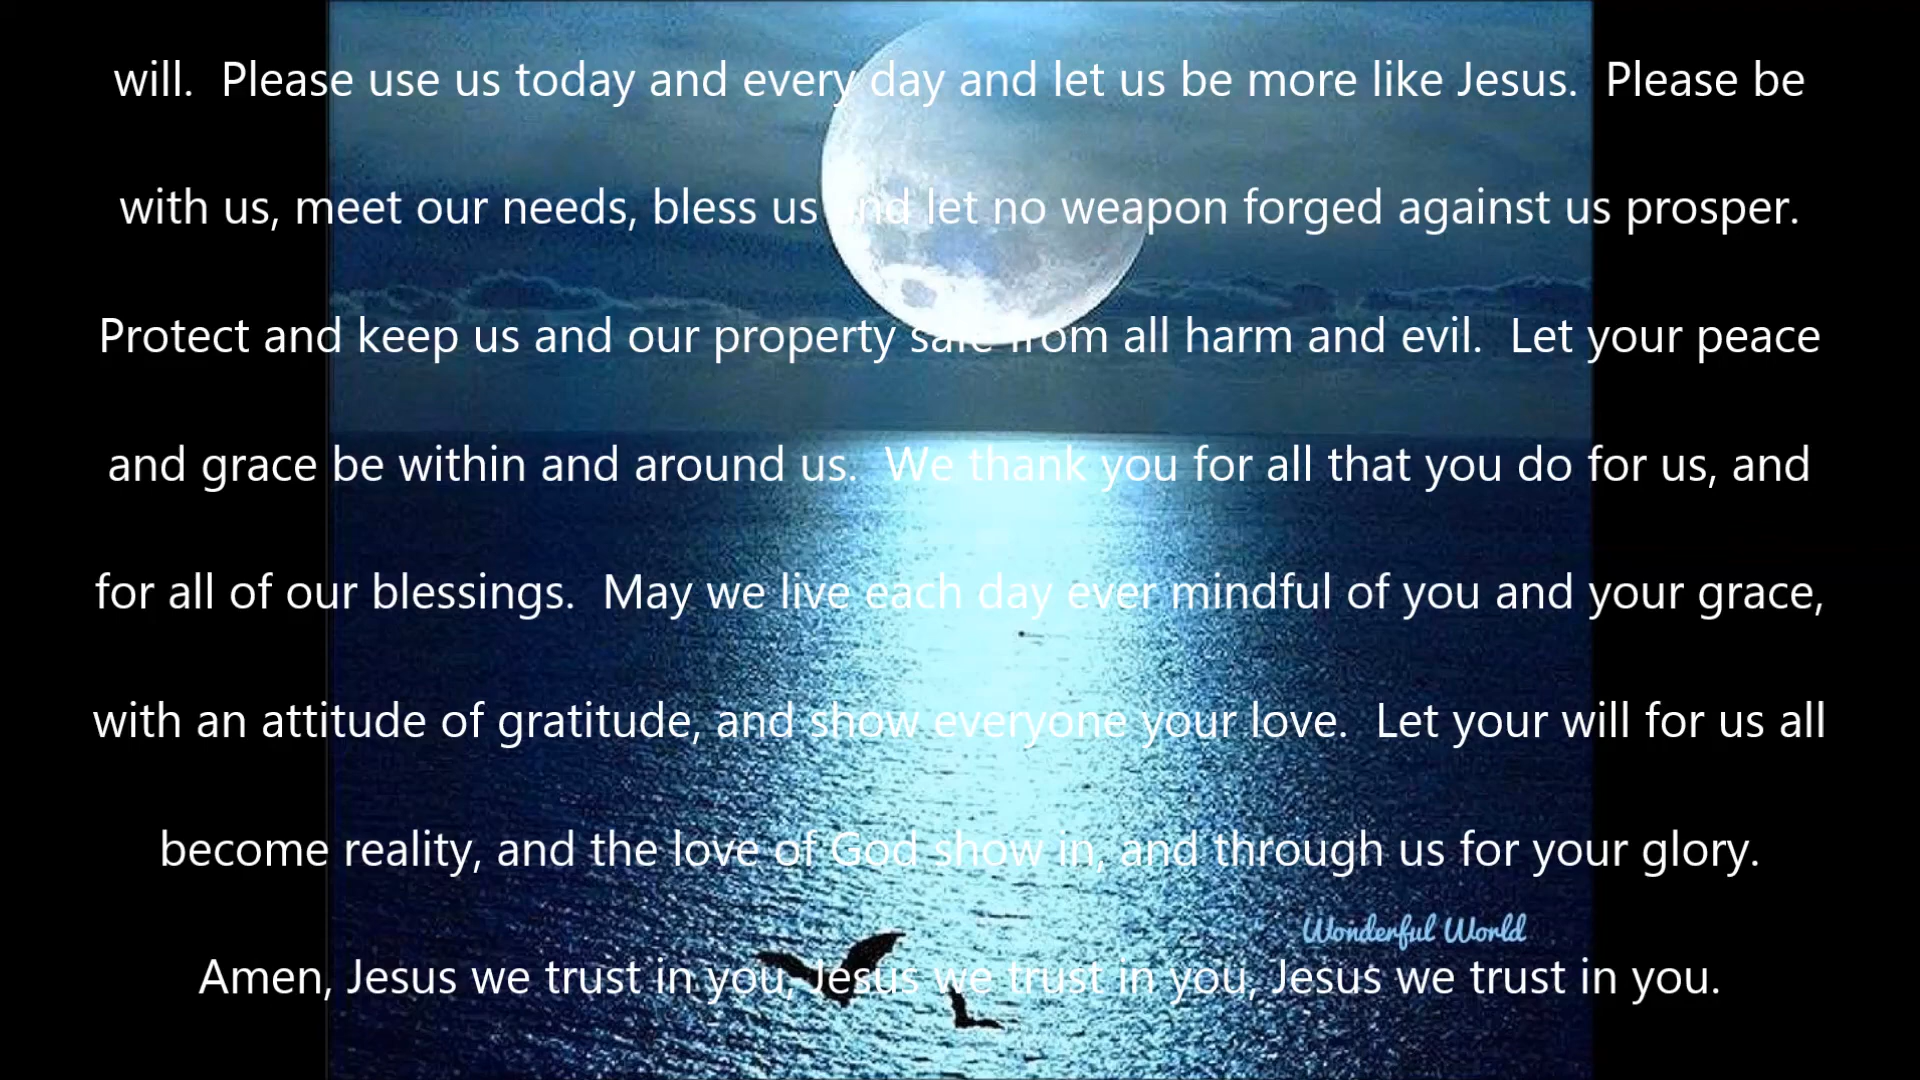 will.  Please use us today and every day and let us be more like Jesus.  Please be
with us, meet our needs, bless us and let no weapon forged against us prosper.
Protect and keep us and our property safe from all harm and evil.  Let your peace
and grace be within and around us.  We thank you for all that you do for us, and
for all of our blessings.  May we live each day ever mindful of you and your grace,
with an attitude of gratitude, and show everyone your love.  Let your will for us all
become reality, and the love of God show in, and through us for your glory.
Wonderful World
Amen, Jesus we trust in you, Jesus we trust in you, Jesus we trust in you.